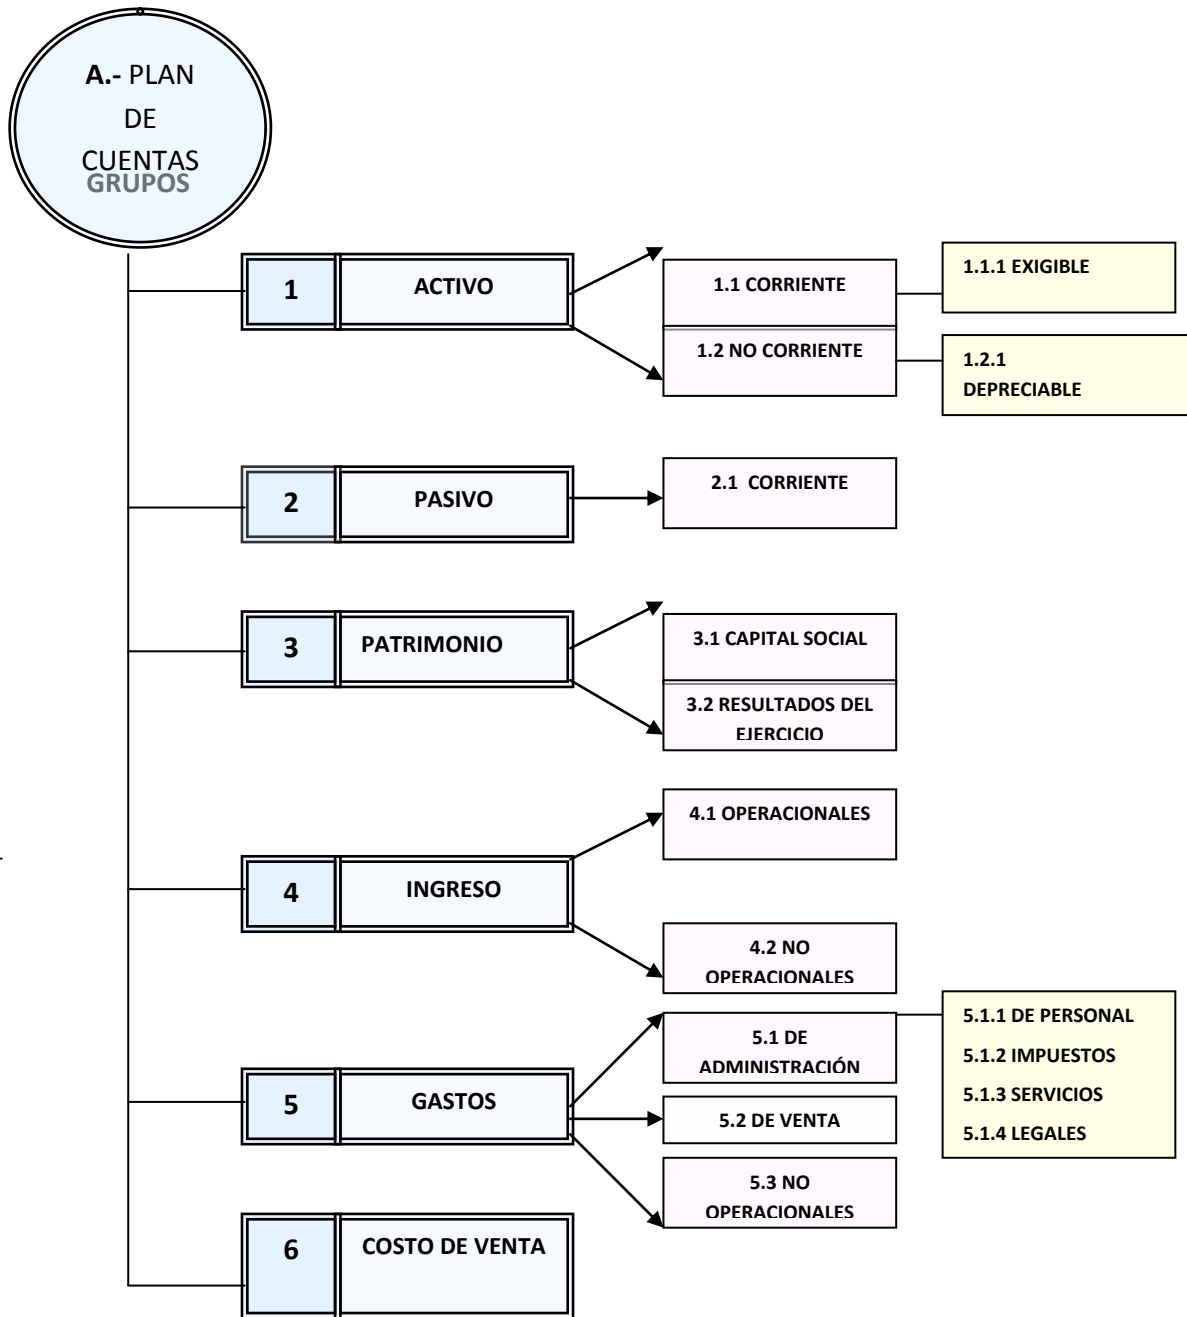 A.- PLAN
DE
CUENTAS
GRUPOS
1
ACTIVO
1.1 CORRIENTE
1.1.1 EXIGIBLE
1.2 NO CORRIENTE
1.2.1
DEPRECIABLE
2
PASIVO
2.1 CORRIENTE
3
PATRIMONIO
3.1 CAPITAL SOCIAL
3.2 RESULTADOS DEL
EJERCICIO
4
INGRESO
4.1 OPERACIONALES
4.2 NO
OPERACIONALES
5
GASTOS
5.1 DE
ADMINISTRACIÓN
5.1.1 DE PERSONAL
5.1.2 IMPUESTOS
5.1.3 SERVICIOS
5.1.4 LEGALES
5.2 DE VENTA
5.3 NO
OPERACIONALES
6
COSTO DE VENTA